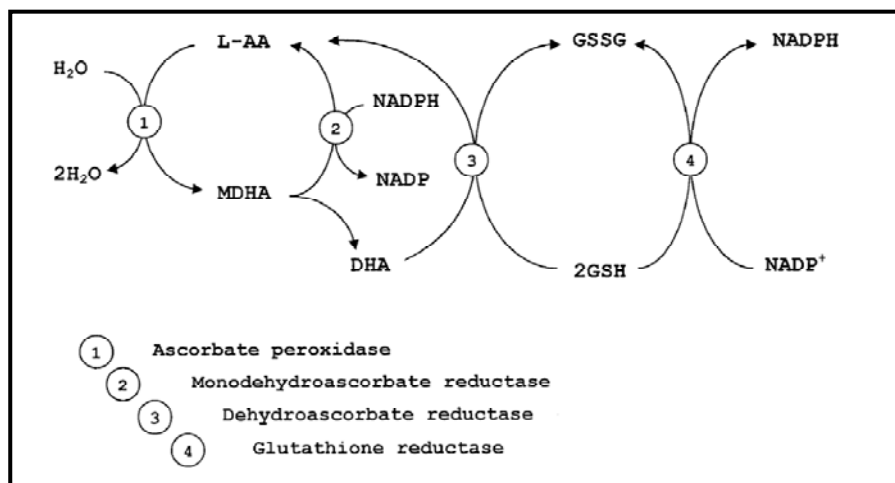 L-AA
GSSG
NADPH
H₂O
NADPH
1
2
3
4
2H₂O
NADP
MDHA
DHA
2GSH
NADP⁺
1 Ascorbate peroxidase
2 Monodehydroascorbate reductase
3 Dehydroascorbate reductase
4 Glutathione reductase